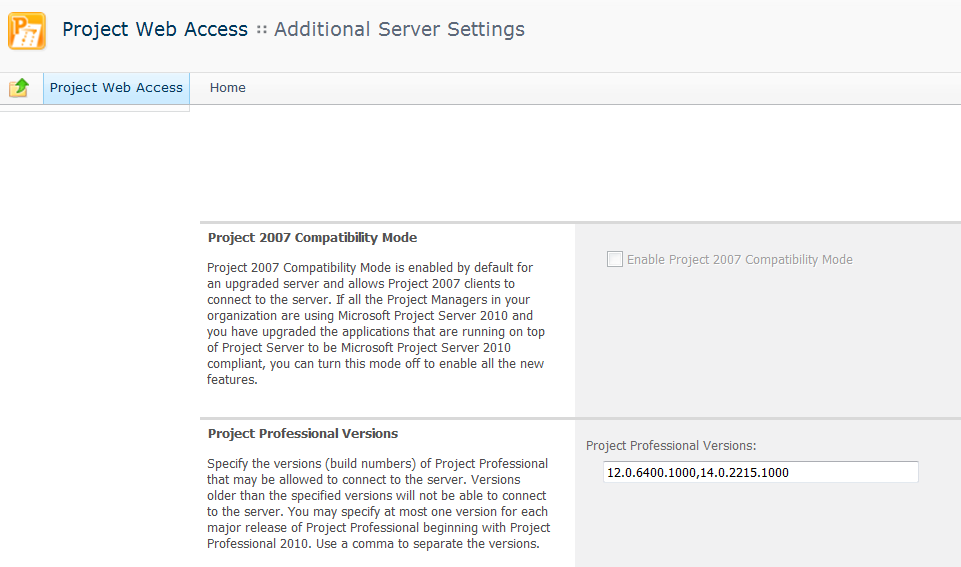 Project Web Access :: Additional Server Settings
Project Web Access
Home
Project 2007 Compatibility Mode
Project 2007 Compatibility Mode is enabled by default for
an upgraded server and allows Project 2007 clients to
connect to the server. If all the Project Managers in your
organization are using Microsoft Project Server 2010 and
you have upgraded the applications that are running on top
of Project Server to be Microsoft Project Server 2010
compliant, you can turn this mode off to enable all the new
features.
Enable Project 2007 Compatibility Mode
Project Professional Versions
Specify the versions (build numbers) of Project Professional
that may be allowed to connect to the server. Versions
older than the specified versions will not be able to connect
to the server. You may specify at most one version for each
major release of Project Professional beginning with Project
Professional 2010. Use a comma to separate the versions.
Project Professional Versions:
12.0.6400.1000,14.0.2215.1000